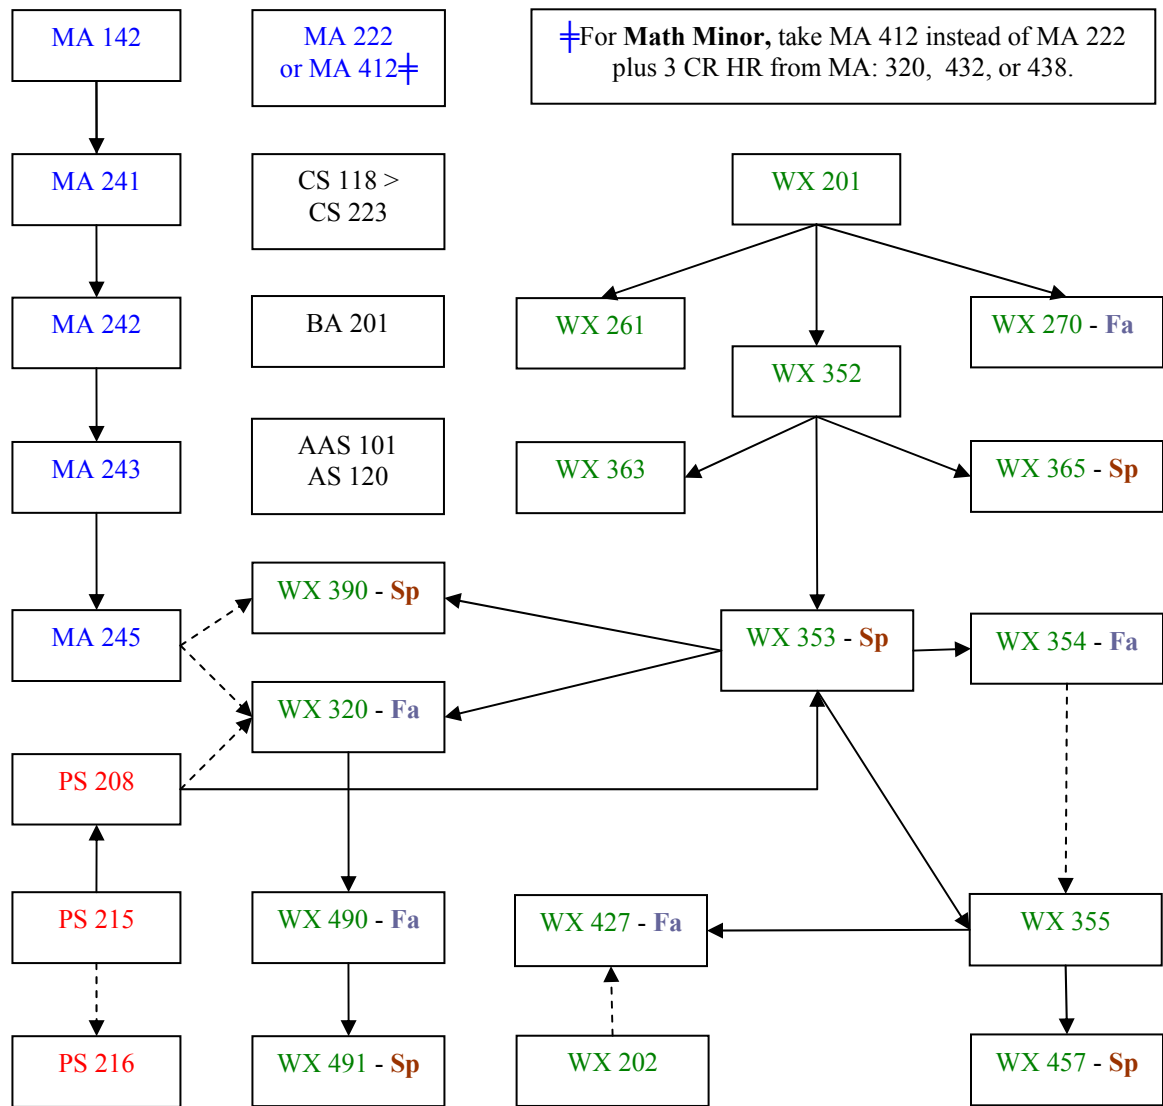 MA 142
MA 222
or MA 412⧧
⧧For Math Minor, take MA 412 instead of MA 222
plus 3 CR HR from MA: 320, 432, or 438.
MA 241
CS 118 >
CS 223
WX 201
MA 242
BA 201
WX 261
WX 270 - Fa
WX 352
MA 243
AAS 101
AS 120
WX 363
WX 365 - Sp
WX 390 - Sp
MA 245
WX 353 - Sp
WX 354 - Fa
WX 320 - Fa
PS 208
PS 215
WX 490 - Fa
WX 427 - Fa
WX 355
PS 216
WX 491 - Sp
WX 202
WX 457 - Sp